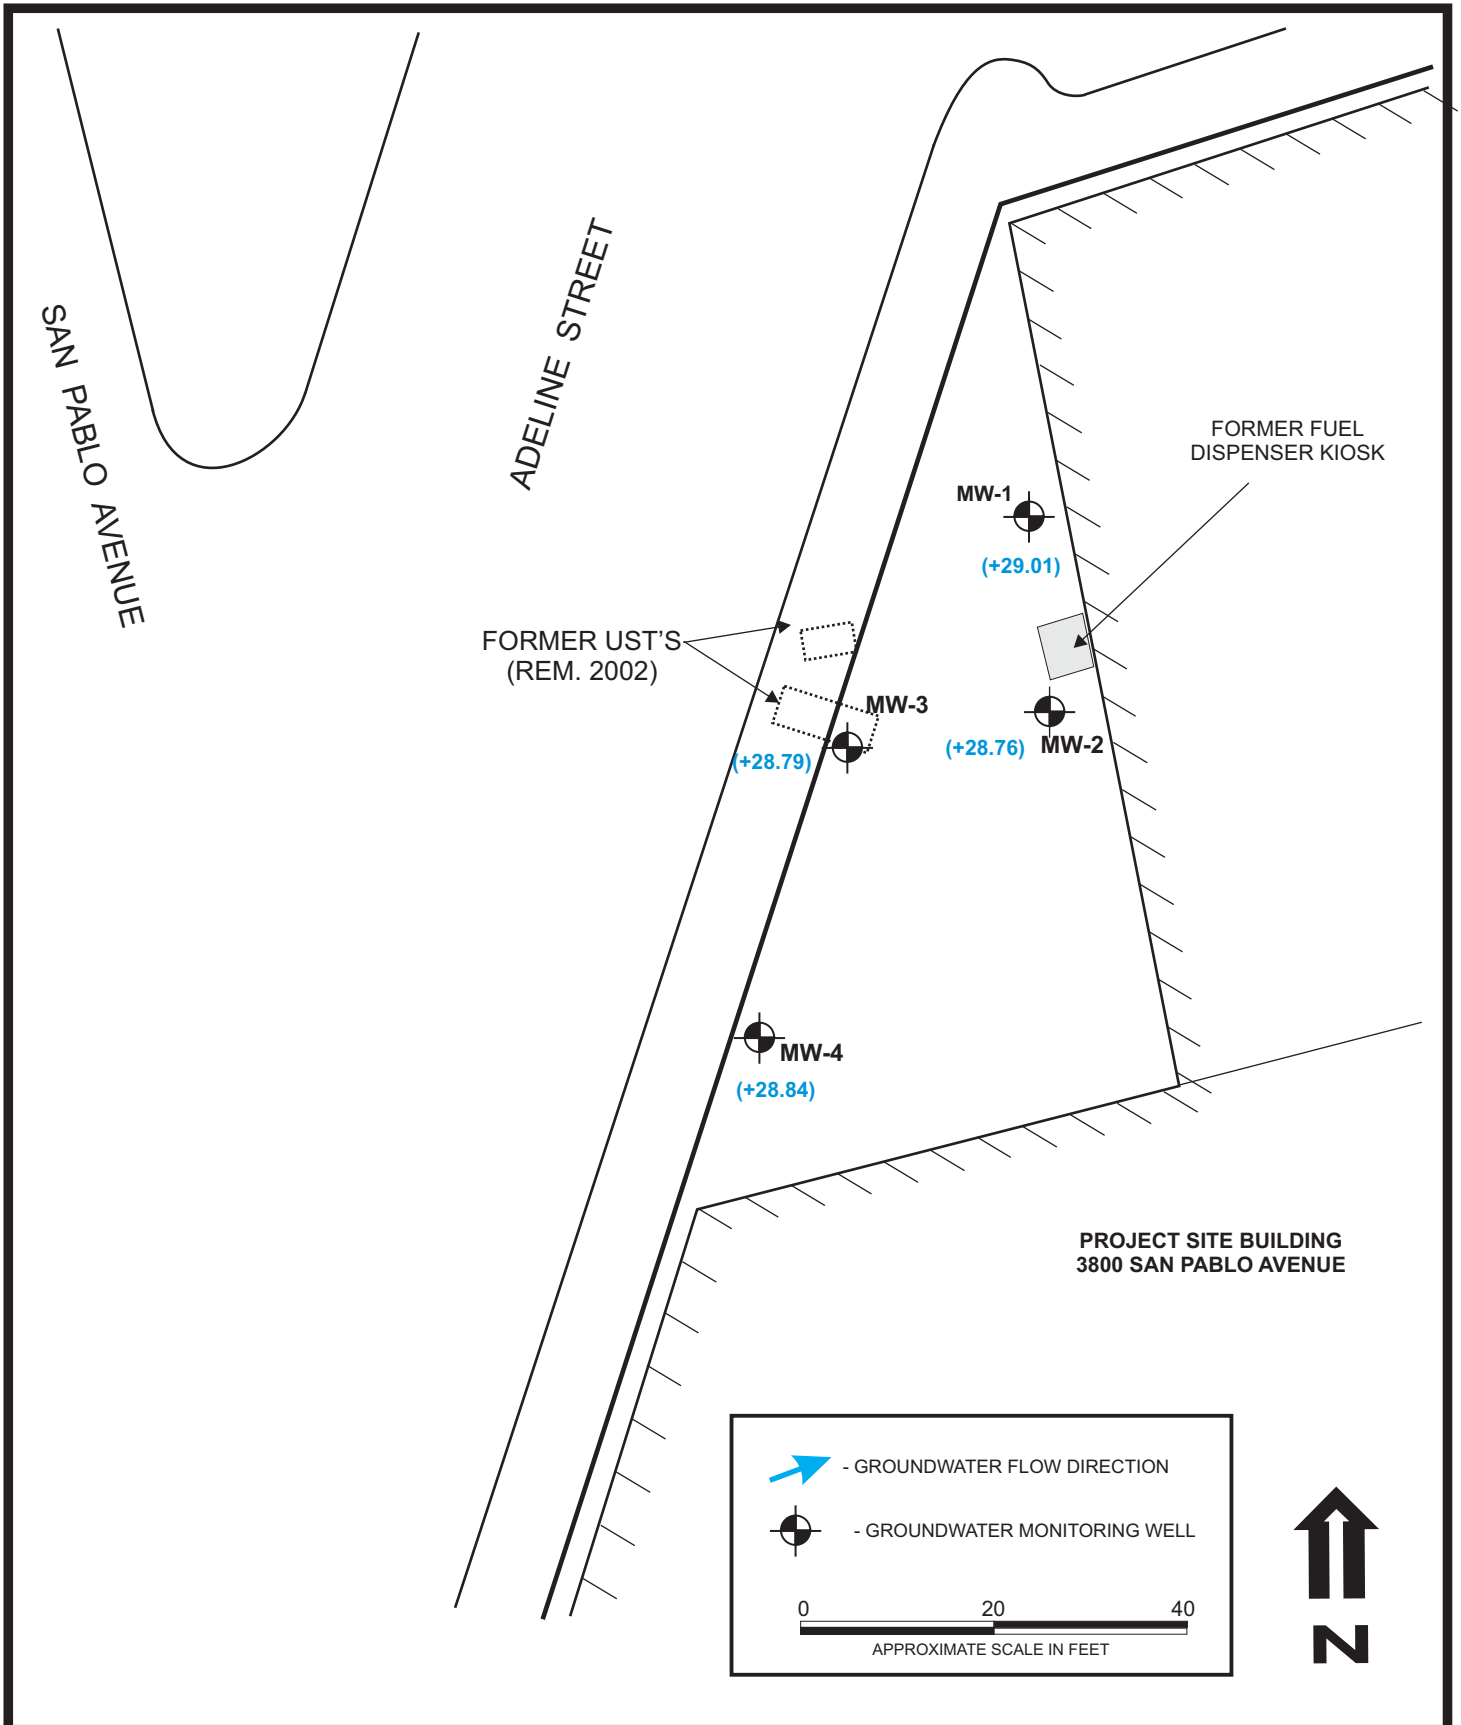 SAN PABLO AVENUE
ADELINE STREET
FORMER FUEL
DISPENSER KIOSK
MW-1
(+29.01)
FORMER UST'S
(REM. 2002)
MW-3
(+28.79)
(+28.76)
MW-2
MW-4
(+28.84)
PROJECT SITE BUILDING
3800 SAN PABLO AVENUE
- GROUNDWATER FLOW DIRECTION
- GROUNDWATER MONITORING WELL
0 20 40
APPROXIMATE SCALE IN FEET
N